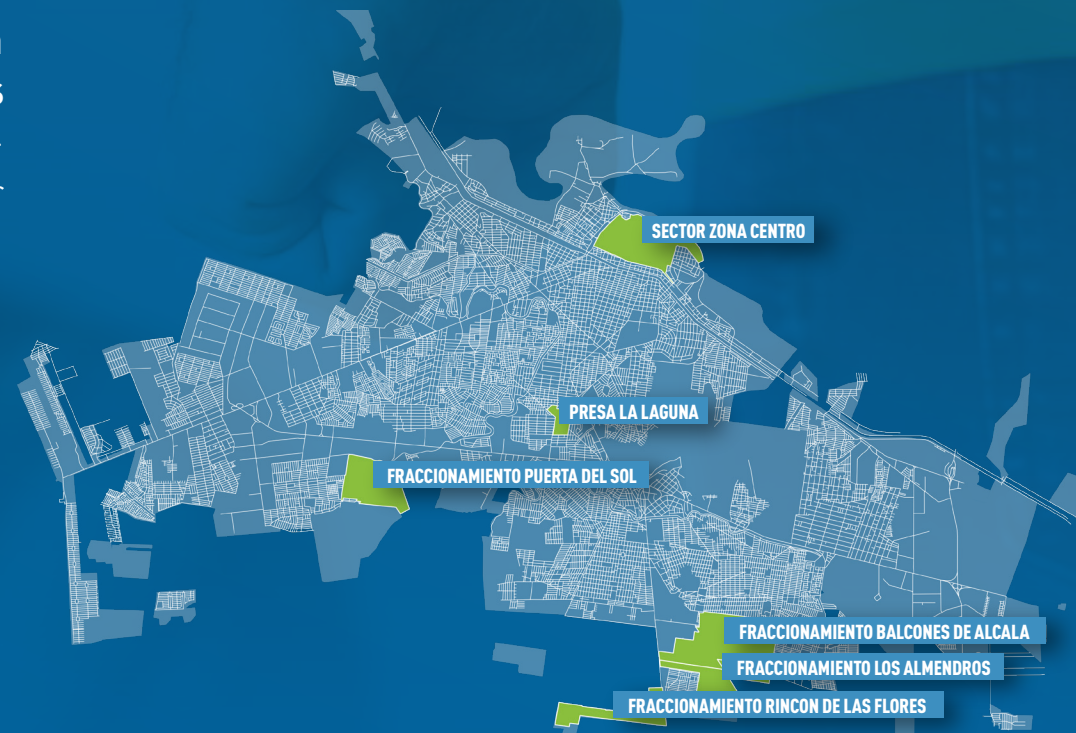 SECTOR ZONA CENTRO
PRESA LA LAGUNA
FRACCIONAMIENTO PUERTA DEL SOL
FRACCIONAMIENTO BALCONES DE ALCALA
FRACCIONAMIENTO LOS ALMENDROS
FRACCIONAMIENTO RINCON DE LAS FLORES